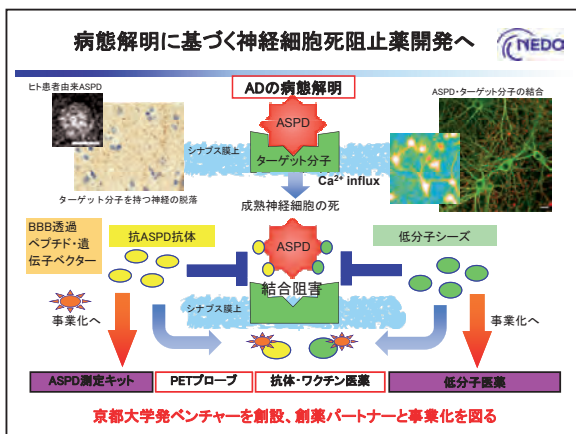 病態解明に基づく神経細胞死阻止薬開発へ
NEDO
ヒト患者由来ASPD
ADの病態解明
ASPD・ターゲット分子の結合
ASPD
シナプス膜上
ターゲット分子
Ca²⁺ influx
ターゲット分子を持つ神経の脱落
成熟神経細胞の死
BBB透過
ペプチド・遺
伝子ベクター
抗ASPD抗体
ASPD
低分子シーズ
結合阻害
シナプス膜上
事業化へ
事業化へ
ASPD測定キット
PETプローブ
抗体・ワクチン医薬
低分子医薬
京都大学発ベンチャーを創設、創薬パートナーと事業化を図る